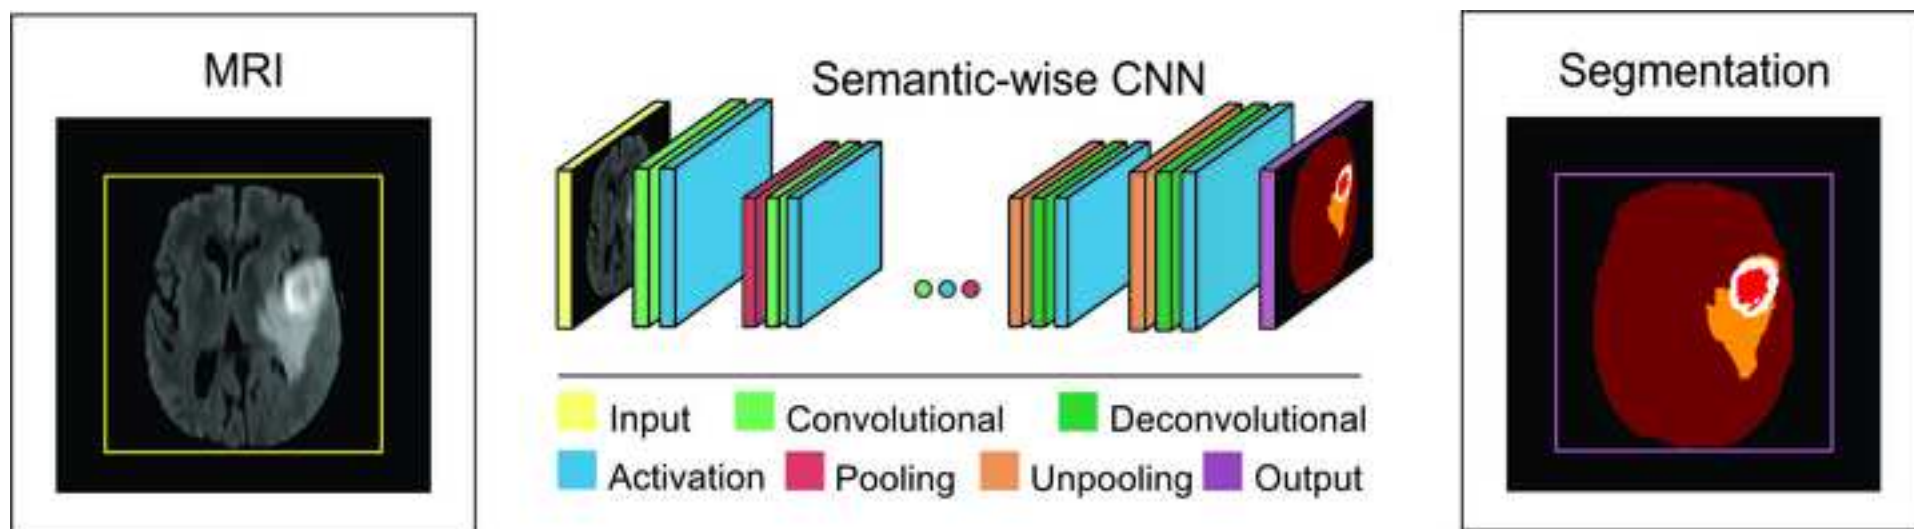 MRI
Semantic-wise CNN
Segmentation
Input Convolutional Deconvolutional
Activation Pooling Unpooling Output